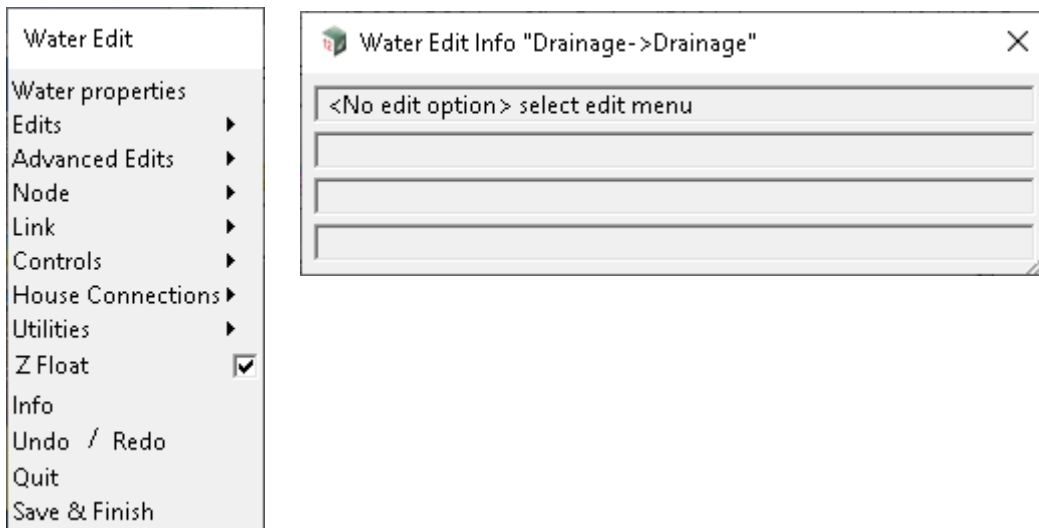 Water Edit
Water properties
Edits
Advanced Edits
Node
Link
Controls
House Connections
Utilities
Z Float
Info
Undo / Redo
Quit
Save & Finish
Water Edit Info "Drainage->Drainage"
<No edit option> select edit menu